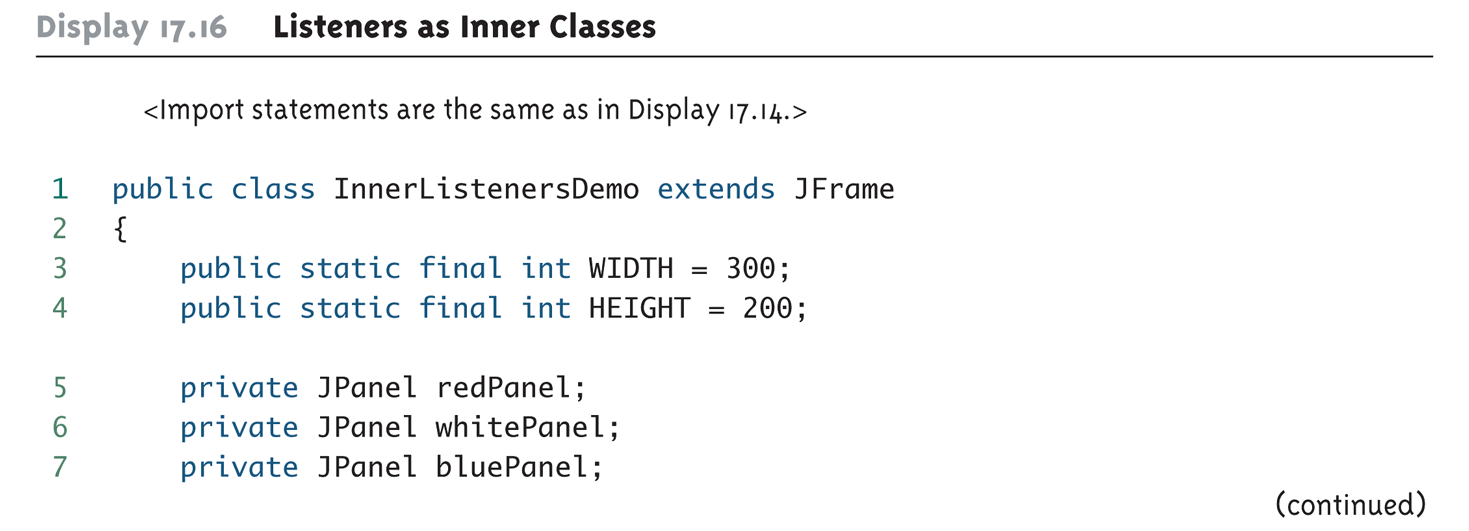 Display 17.16 Listeners as Inner Classes
<Import statements are the same as in Display 17.14.>
1 public class InnerListenersDemo extends JFrame
2 {
3 public static final int WIDTH = 300;
4 public static final int HEIGHT = 200;
5 private JPanel redPanel;
6 private JPanel whitePanel;
7 private JPanel bluePanel;
(continued)